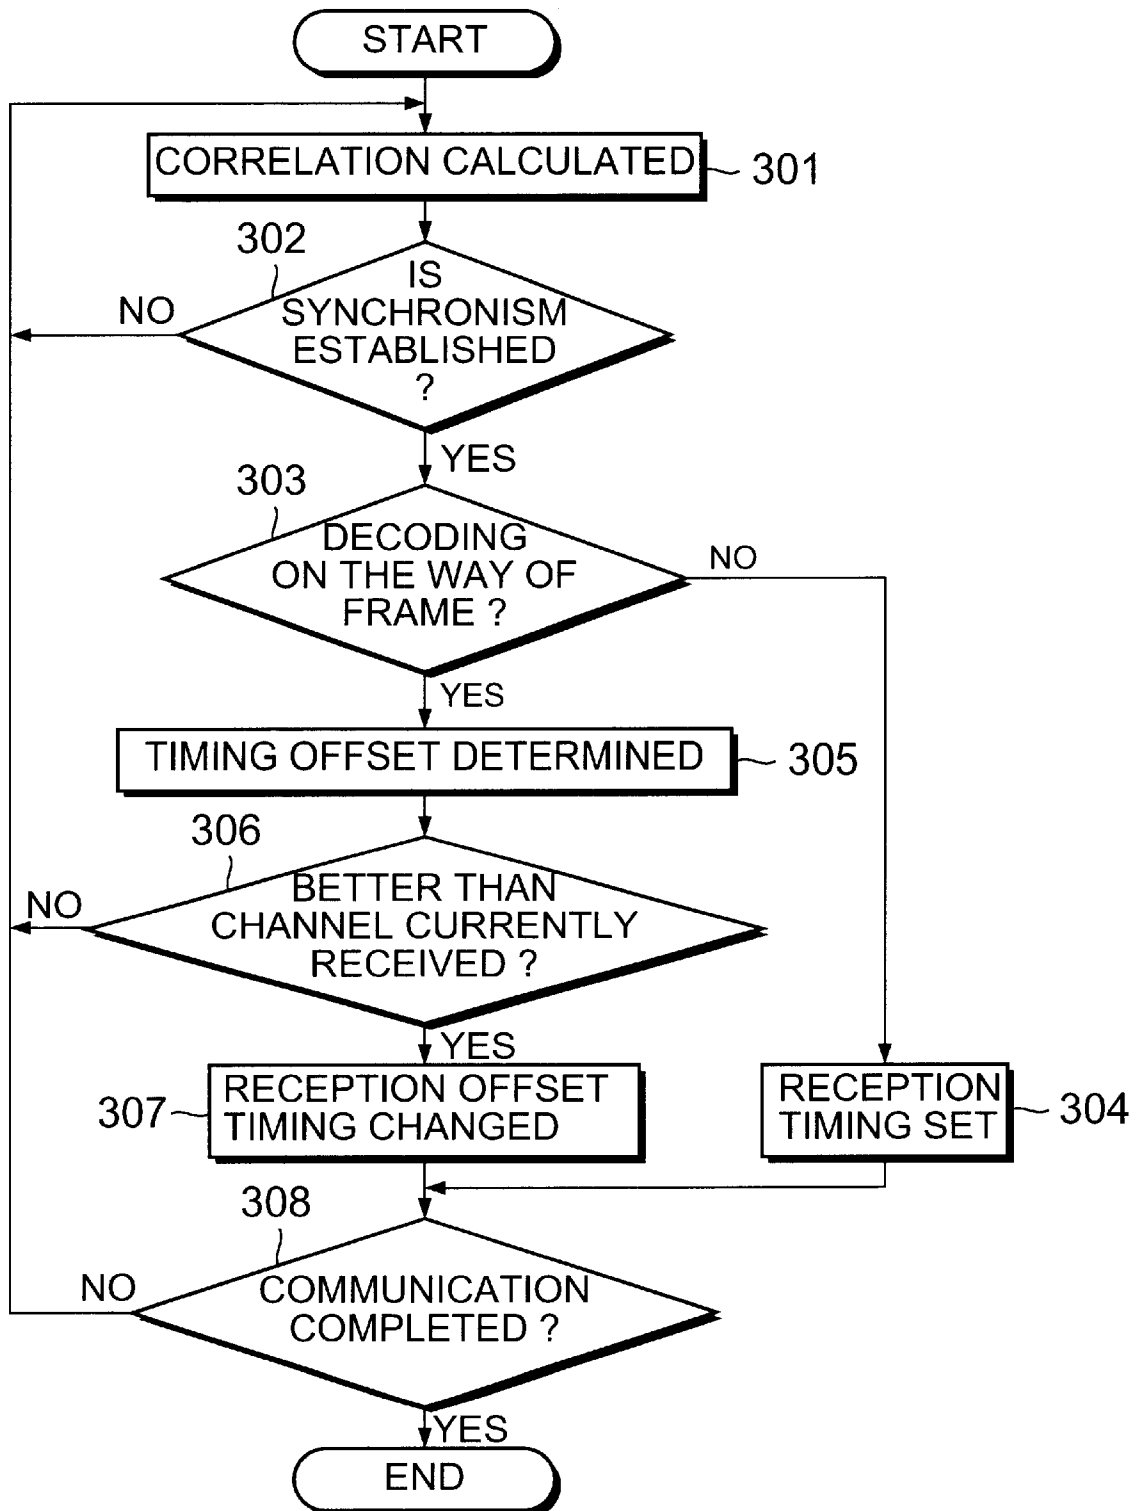 START
CORRELATION CALCULATED
301
302
IS
SYNCHRONISM
ESTABLISHED
?
NO
YES
303
DECODING
ON THE WAY OF
FRAME ?
NO
YES
TIMING OFFSET DETERMINED
305
306
BETTER THAN
CHANNEL CURRENTLY
RECEIVED ?
NO
YES
307
RECEPTION OFFSET
TIMING CHANGED
RECEPTION
TIMING SET
304
308
COMMUNICATION
COMPLETED ?
NO
YES
END